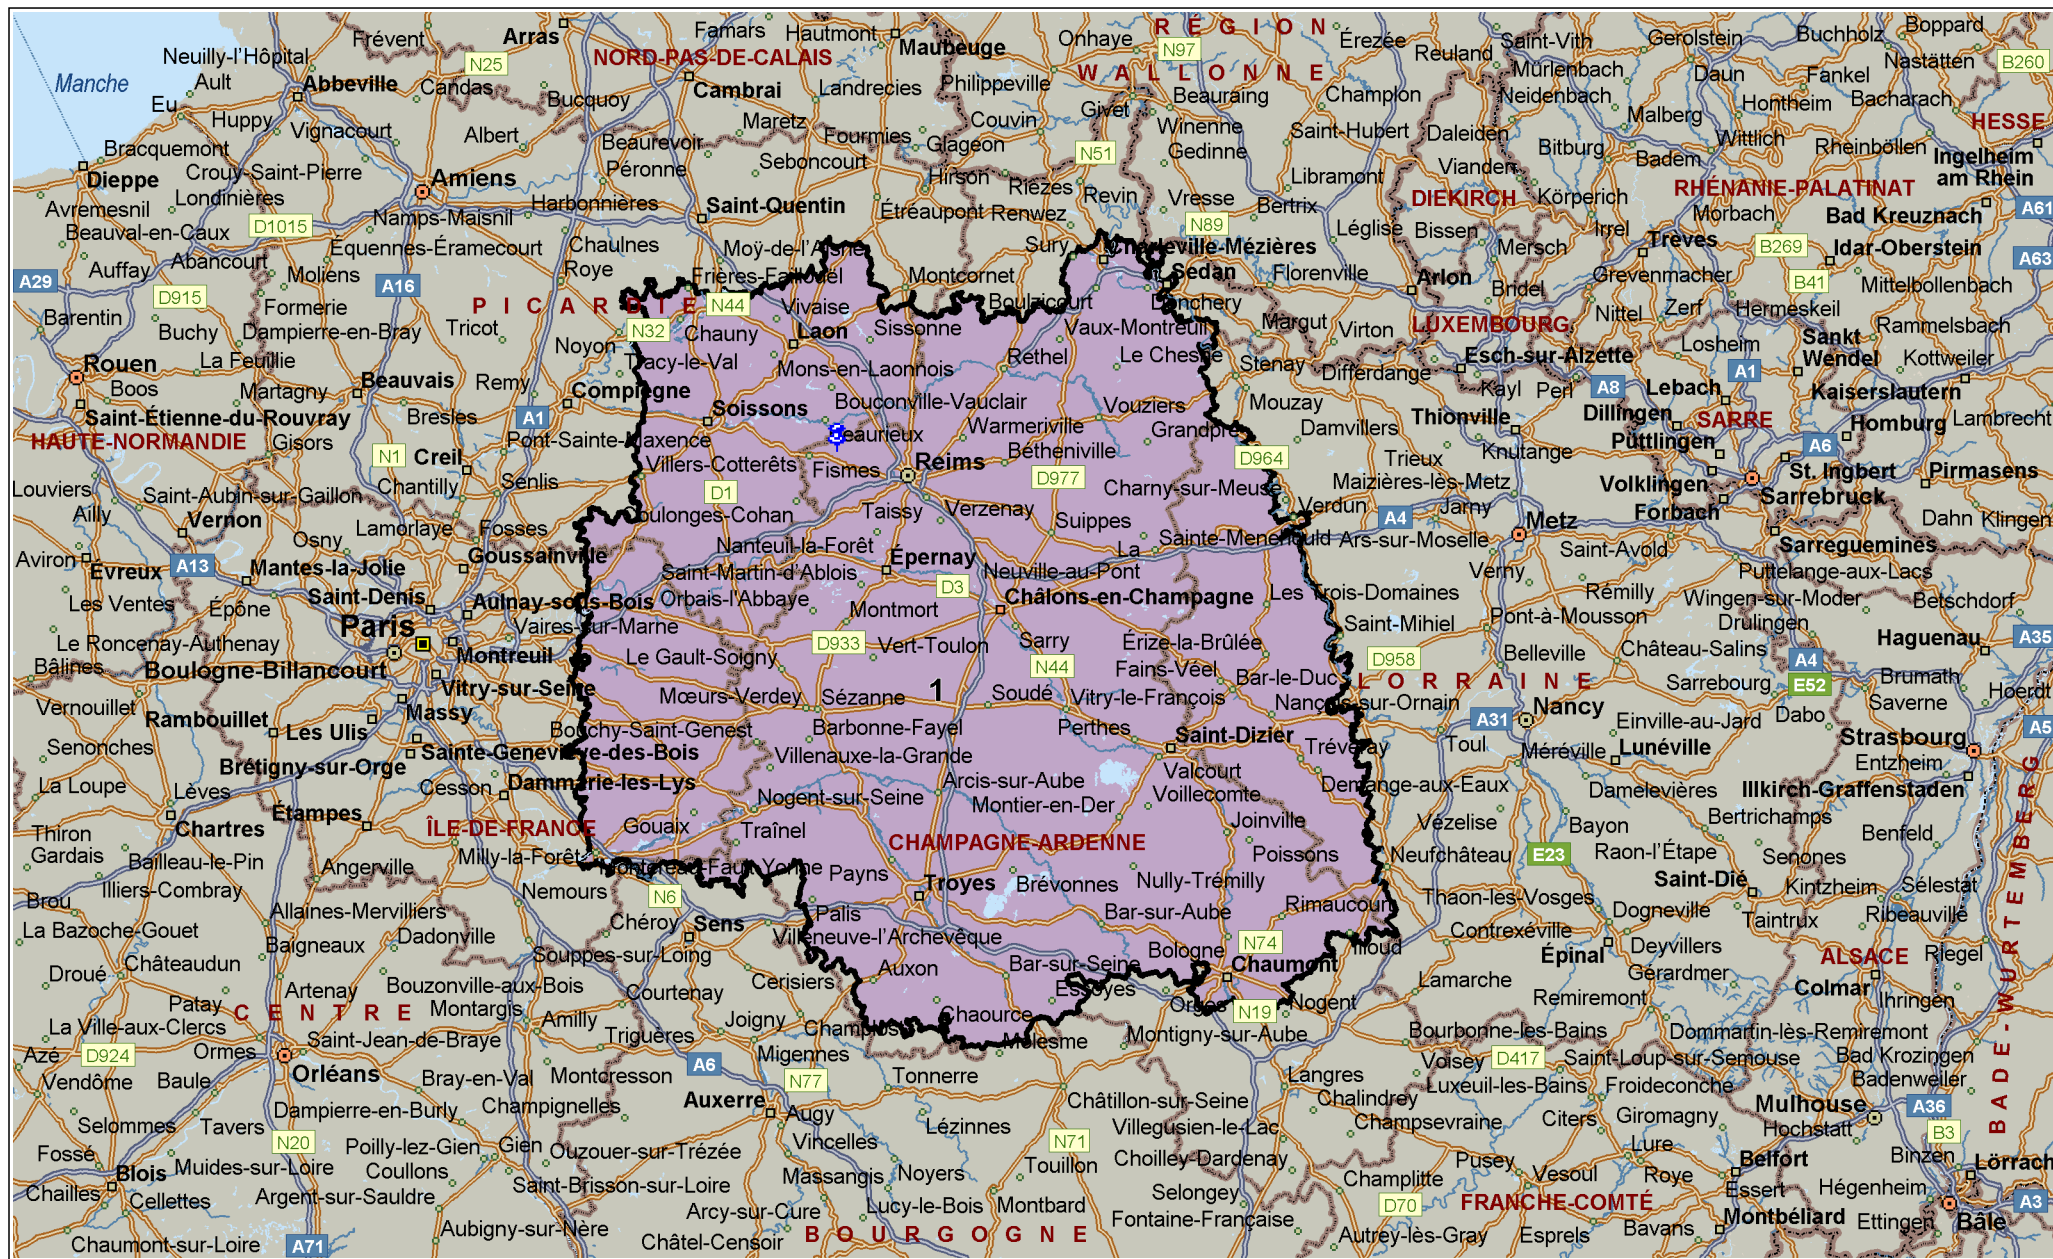 RÉGION
WALLONNE
NORD-PAS-DE-CALAIS
Manche
Neuilly-l'Hôpital
Frévent
Arras
Famars
Hautmont
Maubeuge
Onhaye
N97
Érezée
Reuland
Saint-Vith
Gerolstein
Buchholz
Boppard
Nastätten
B260
Ault
Abbeville
N25
Candas
Bucquoy
Cambrai
Landrecies
Philippeville
Beauraing
Champlon
Mürlenbach
Neidenbach
Daun
Fankel
Bacharach
Hontheim
Malberg
Eu
Huppy
Vignacourt
Albert
Beaurevoir
Maretz
Fourmies
Couvin
Givet
Winenne
Gedinne
Saint-Hubert
Daleiden
Bitburg
Wittlich
HESSE
Bracquemont
Dieppe
Crouy-Saint-Pierre
Londinières
Amiens
Péronne
Seboncourt
Glageon
N51
Vianden
Badem
Rheinböllen
Ingelheim
am Rhein
Avremesnil
Harbonnières
Saint-Quentin
Hirson
Riezes
Revin
Vresse
Libramont
DIEKIRCH
Körperich
RHÉNANIE-PALATINAT
Beauval-en-Caux
D1015
Namps-Maisnil
Étréaupont
Renwez
N89
Bertrix
Léglise
Bissen
Irrel
Morbach
Bad Kreuznach
A61
Auffay
Abancourt
Équennes-Éramecourt
Chaulnes
Moÿ-de-l'Aisne
Sury
Charleville-Mézières
Mersch
Trèves
B269
Idar-Oberstein
A63
A29
D915
Moliens
A16
Roye
Frières-Faillouël
Montcornet
Sedan
Florenville
Arlon
Grevenmacher
B41
Mittelbollenbach
Barentin
Formerie
PICARDIE
N44
Vivaise
Boulzicourt
Donchery
Bridel
Nittel
Zerf
Hermeskeil
Buchy
Dampierre-en-Bray
Tricot
N32
Chauny
Laon
Sissonne
Vaux-Montreuil
Margut
Virton
LUXEMBOURG
Rammelsbach
Rouen
La Feuillie
Noyon
Tracy-le-Val
Mons-en-Laonnois
Rethel
Le Chesne
Stenay
Differdange
Esch-sur-Alzette
Losheim
Sankt
Wendel
Kottweiler
Boos
Martagny
Beauvais
Remy
Compiègne
Bouconville-Vauclair
Vouziers
Mouzay
Kayl
Perl
A8
Lebach
A1
Kaiserslautern
Saint-Étienne-du-Rouvray
Bresles
A1
Soissons
Warmeriville
Grandpré
Damvillers
Thionville
Dillingen
SARRE
Homburg
Lambrecht
HAUTE-NORMANDIE
Gisors
N1
Creil
Pont-Sainte-Maxence
Beaurieux
Bétheniville
D964
Trieux
Knutange
Püttlingen
A6
Louviers
Chantilly
Senlis
Villers-Cotterêts
Fismes
Reims
D977
Charny-sur-Meuse
Maizières-lès-Metz
Volklingen
St. Ingbert
Pirmasens
Saint-Aubin-sur-Gaillon
D1
Sarrebruck
Ailly
Vernon
Lamorlaye
Fosses
Coulonges-Cohan
Taissy
Verzenay
Suippes
Verdun
A4
Jarny
Metz
Forbach
Dahn
Klingen
Osny
Goussainville
Nanteuil-la-Forêt
Épernay
La
Neuville-au-Pont
Sainte-Menehould
Ars-sur-Moselle
Saint-Avold
Sarreguemines
Aviron
Évreux
A13
Mantes-la-Jolie
Saint-Martin-d'Ablois
D3
Verny
Puttelange-aux-Lacs
Les Ventes
Épône
Saint-Denis
Aulnay-sous-Bois
Orbais-l'Abbaye
Montmort
Châlons-en-Champagne
Les Trois-Domaines
Rémilly
Wingen-sur-Moder
Betschdorf
Paris
Vaires-sur-Marne
Pont-à-Mousson
Drulingen
Le Roncenay-Authenay
D933
Vert-Toulon
Sarry
Érize-la-Brûlée
Saint-Mihiel
Haguenau
A35
Bâlines
Boulogne-Billancourt
Montreuil
Le Gault-Soigny
N44
Fains-Véel
D958
Belleville
Château-Salins
A4
Brumath
Vitry-sur-Seine
Mœurs-Verdey
Sézanne
1
Soudé
Vitry-le-François
Bar-le-Duc
LORRAINE
Sarrebourg
E52
Hoerdt
Vernouillet
Rambouillet
Massy
Nançois-sur-Ornain
Nancy
Saverne
Les Ulis
Bouchy-Saint-Genest
Barbonne-Fayel
Perthes
Saint-Dizier
A31
Einville-au-Jard
Dabo
A5
Senonches
Sainte-Geneviève-des-Bois
Villenauxe-la-Grande
Tréveray
Toul
Méréville
Lunéville
Strasbourg
Brétigny-sur-Orge
Valcourt
Entzheim
La Loupe
Lèves
Cesson
Dammarie-les-Lys
Nogent-sur-Seine
Arcis-sur-Aube
Voillecomte
Demange-aux-Eaux
Damelevières
Illkirch-Graffenstaden
Étampes
Montier-en-Der
Bertrichamps
Thiron
Gardais
Chartres
ÎLE-DE-FRANCE
Gouaix
Traînel
CHAMPAGNE-ARDENNE
Joinville
Vézelise
Bayon
Benfeld
Bailleau-le-Pin
Angerville
Milly-la-Forêt
Poissons
Neufchâteau
E23
Raon-l'Étape
Senones
Montereau-Fault-Yonne
Payns
Troyes
Brévonnes
Nully-Trémilly
Saint-Dié
Kintzheim
Sélestat
Illiers-Combray
Nemours
N6
Rimaucourt
Thaon-les-Vosges
Brou
Allaines-Mervilliers
Chéroy
Sens
Palis
Bar-sur-Aube
Dogneville
Taintrux
Ribeauville
La Bazoche-Gouet
Baigneaux
Dadonville
Villeneuve-l'Archevêque
Bologne
N74
Illoud
Contrexéville
Deyvillers
Riegel
Souppes-sur-Loing
Épinal
ALSACE
Droué
Châteaudun
Auxon
Bar-sur-Seine
Chaumont
Lamarche
Gérardmer
Artenay
Bouzonville-aux-Bois
Courtenay
Cerisiers
Essoyes
Orges
Nogent
Remiremont
Colmar
Ihringen
BADE-WURTEMBERG
Patay
CENTRE
Montargis
Amilly
Joigny
Champlost
Chaource
N19
Bourbonne-les-Bains
Dommartin-lès-Remiremont
La Ville-aux-Clercs
Saint-Jean-de-Braye
Triguères
Molesme
Montigny-sur-Aube
Azé
D924
Ormes
Orléans
A6
Migennes
Voisey
D417
Saint-Loup-sur-Semouse
Bad Krozingen
Vendôme
Baule
Bray-en-Val
Montcresson
N77
Tonnerre
Langres
Luxeuil-les-Bains
Froideconche
Badenweiler
Dampierre-en-Burly
Champignelles
Auxerre
Augy
Châtillon-sur-Seine
Chalindrey
Mulhouse
A36
Selommes
Tavers
Lézinnes
Villegusien-le-Lac
Champsevraine
Citers
Giromagny
Hochstatt
B3
Fossé
N20
Poilly-lez-Gien
Gien
Ouzouer-sur-Trézée
Vincelles
N71
Choilley-Dardenay
Lure
Binzen
Blois
Muides-sur-Loire
Coullons
Massangis
Noyers
Touillon
Pusey
Vesoul
Roye
Belfort
Lörrach
Chailles
Cellettes
Argent-sur-Sauldre
Saint-Brisson-sur-Loire
Arcy-sur-Cure
Lucy-le-Bois
Montbard
Selongey
Champlitte
D70
FRANCHE-COMTÉ
Essert
Hégenheim
A3
Chaumont-sur-Loire
A71
Aubigny-sur-Nère
Châtel-Censoir
BOURGOGNE
Fontaine-Française
Autrey-lès-Gray
Esprels
Bavans
Montbéliard
Ettingen
Bâle